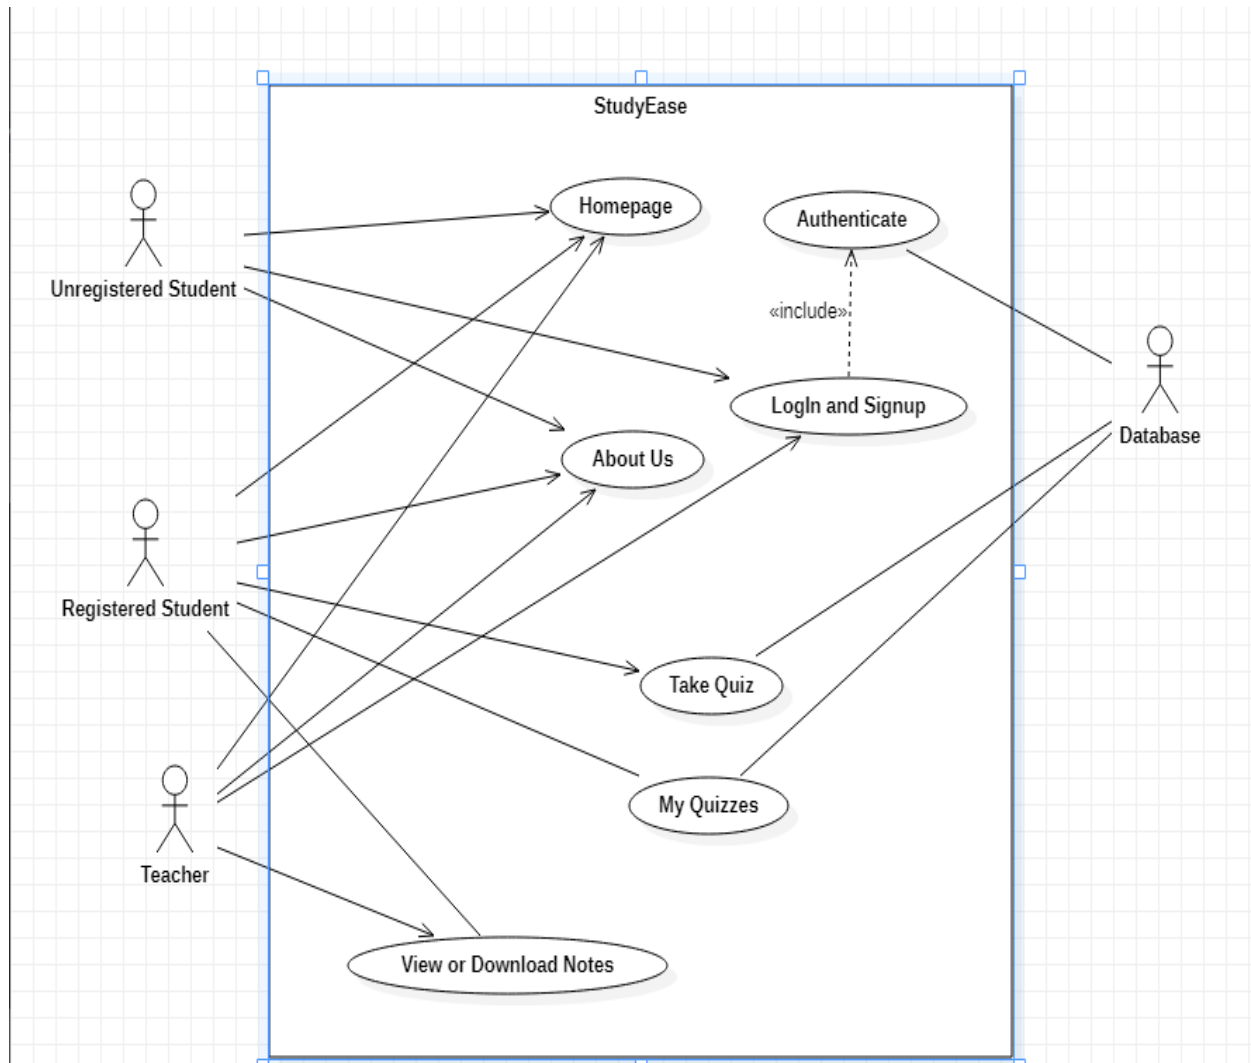 StudyEase
Homepage
Authenticate
Unregistered Student
«include»
LogIn and Signup
Database
About Us
Registered Student
Take Quiz
My Quizzes
Teacher
View or Download Notes